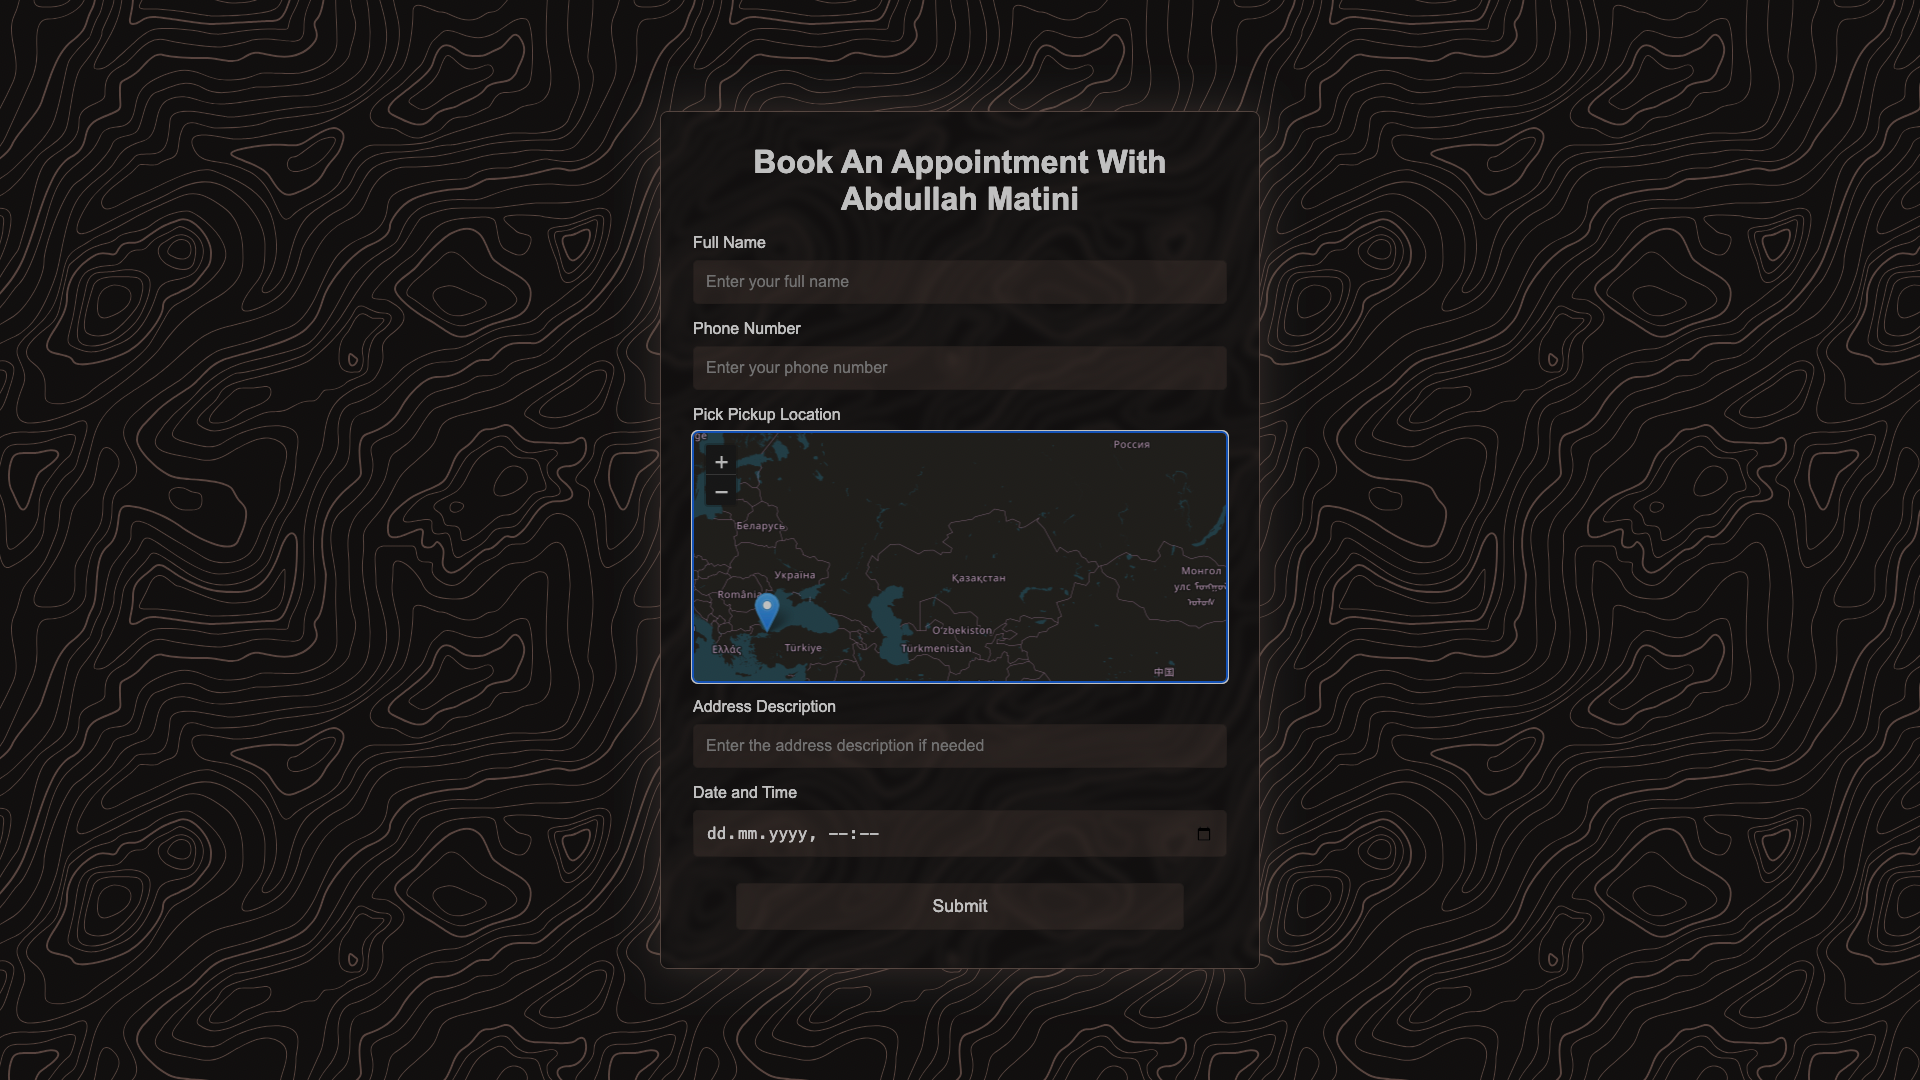 Book An Appointment With
Abdullah Matini
Full Name
Enter your full name
Phone Number
Enter your phone number
Pick Pickup Location
ge
Россия
+
−
Беларусь
Україна
Қазақстан
Монгол
улс
România
O'zbekiston
Ελλάς
Türkiye
Türkmenistan
中国
Address Description
Enter the address description if needed
Date and Time
dd.mm.yyyy, --:--
Submit